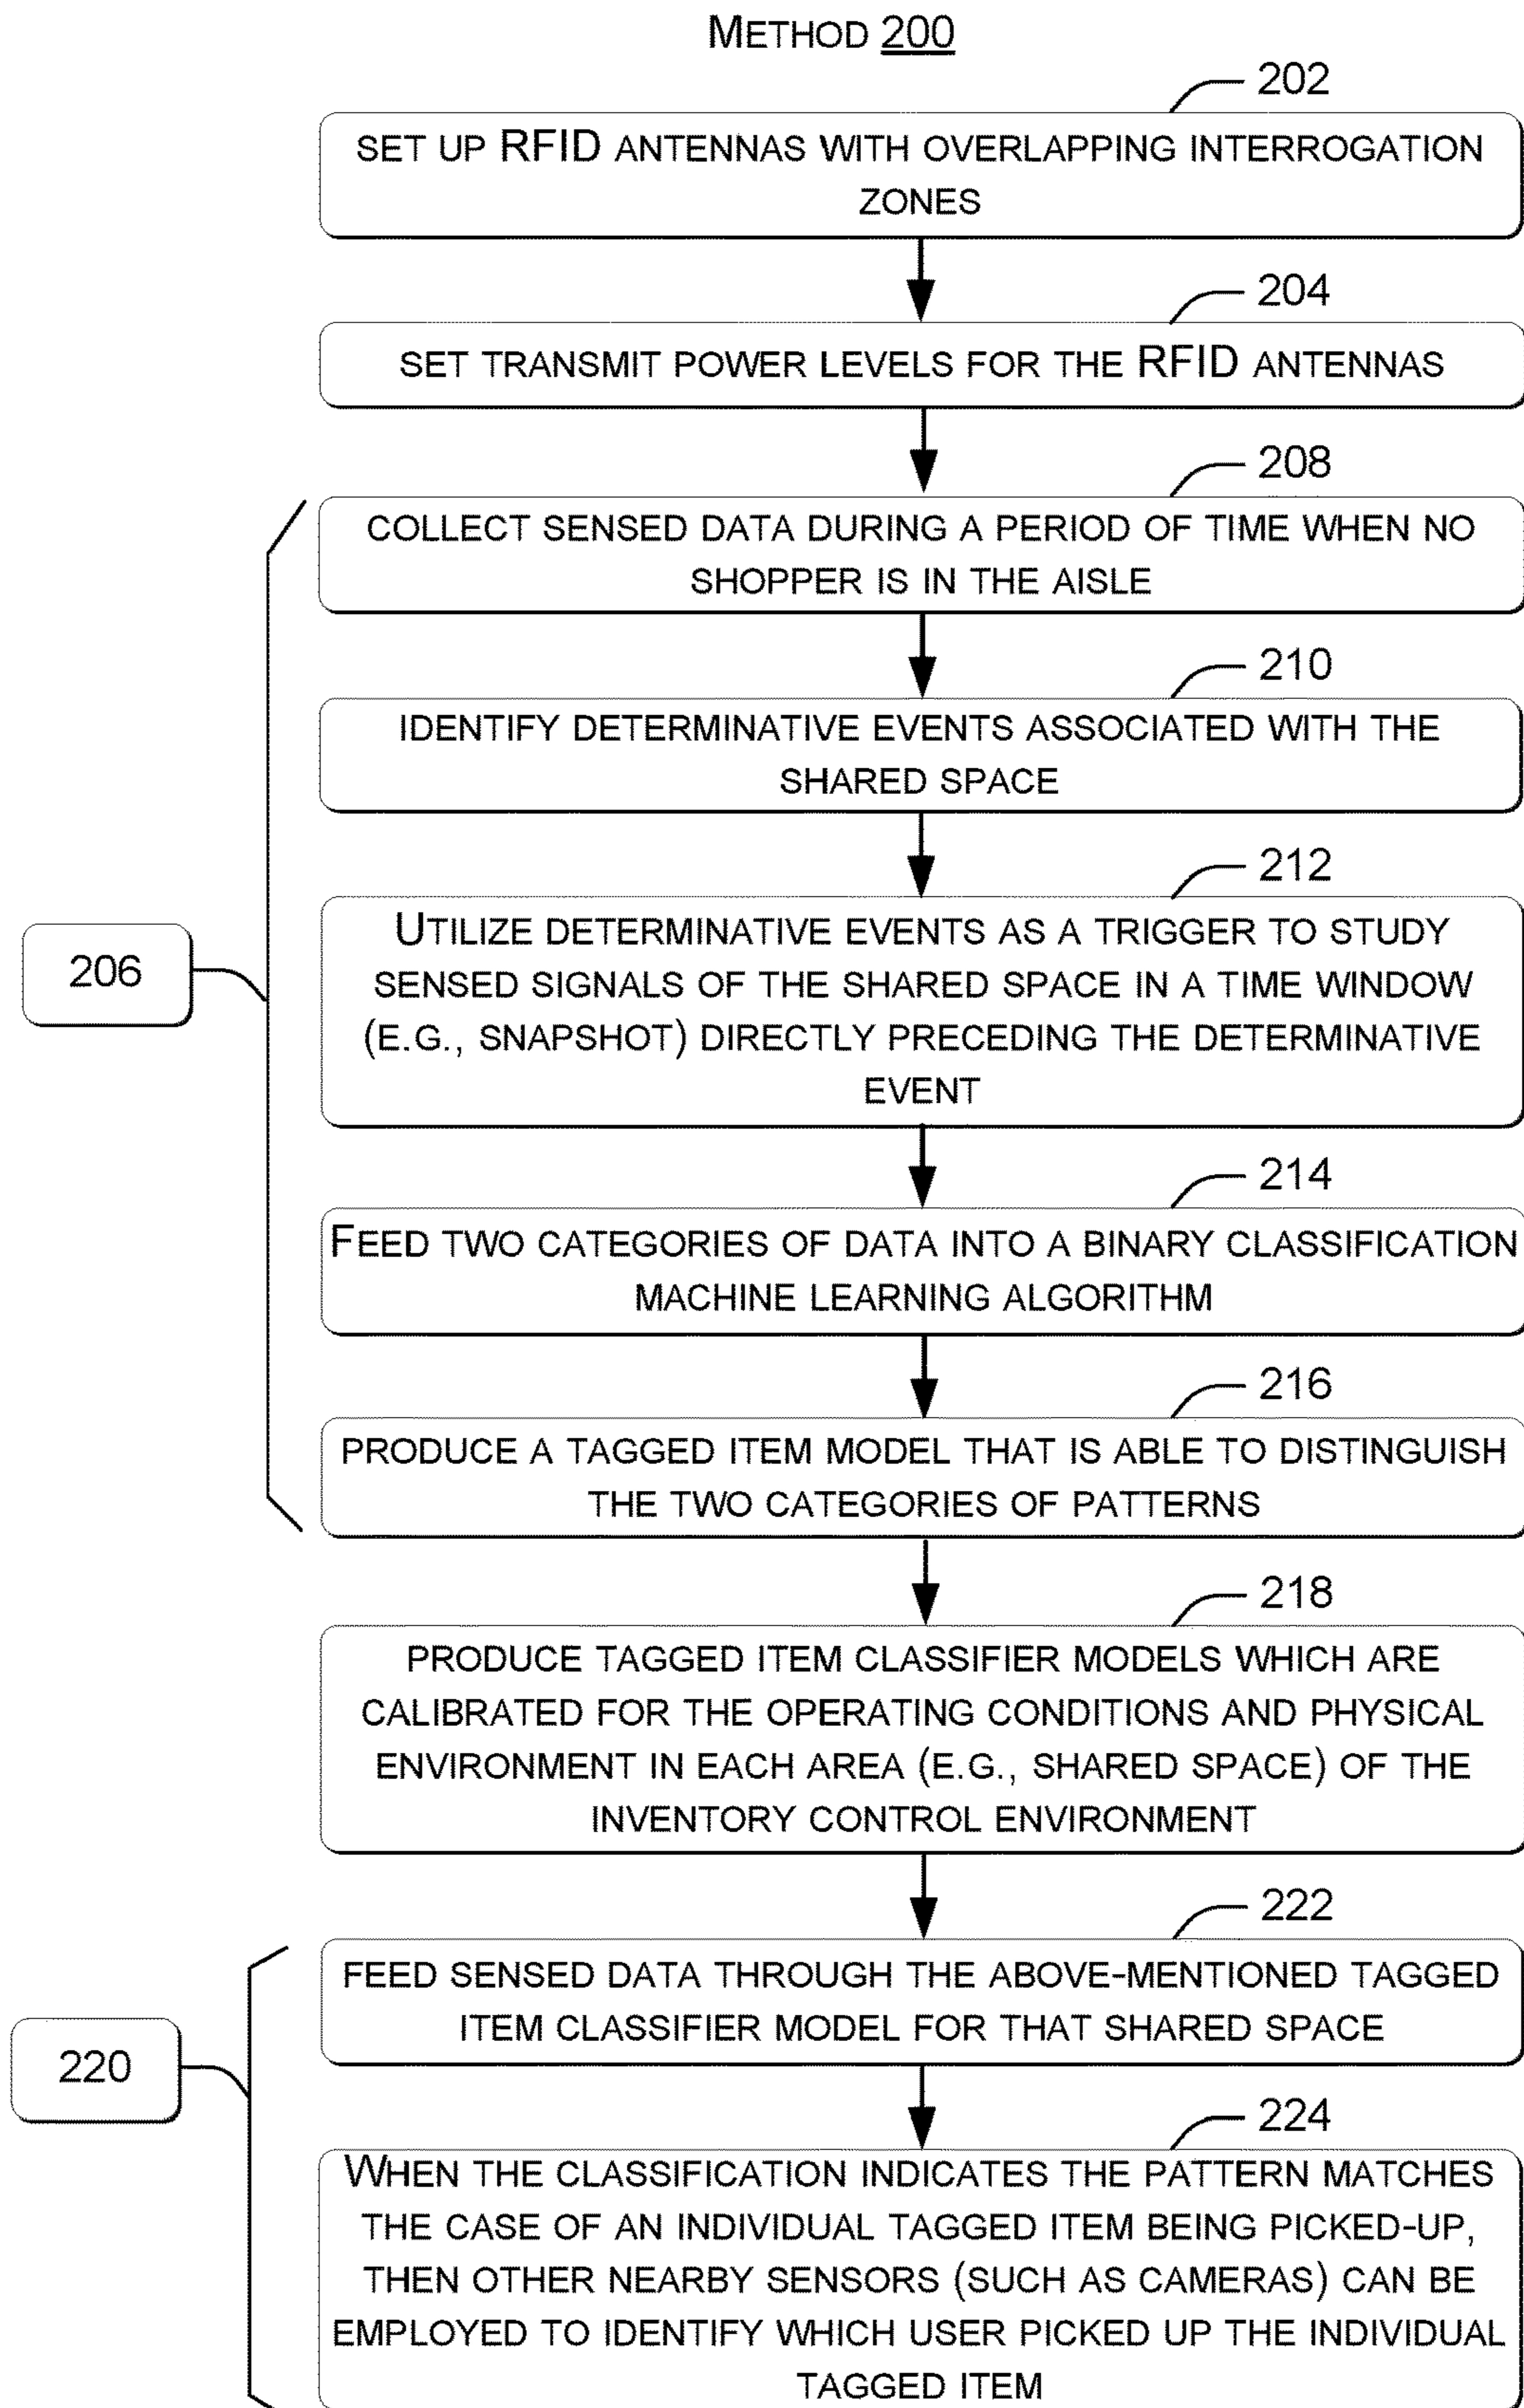 METHOD 200
202
SET UP RFID ANTENNAS WITH OVERLAPPING INTERROGATION
ZONES
204
SET TRANSMIT POWER LEVELS FOR THE RFID ANTENNAS
208
COLLECT SENSED DATA DURING A PERIOD OF TIME WHEN NO
SHOPPER IS IN THE AISLE
210
IDENTIFY DETERMINATIVE EVENTS ASSOCIATED WITH THE
SHARED SPACE
212
UTILIZE DETERMINATIVE EVENTS AS A TRIGGER TO STUDY
SENSED SIGNALS OF THE SHARED SPACE IN A TIME WINDOW
(E.G., SNAPSHOT) DIRECTLY PRECEDING THE DETERMINATIVE
EVENT
206
214
FEED TWO CATEGORIES OF DATA INTO A BINARY CLASSIFICATION
MACHINE LEARNING ALGORITHM
216
PRODUCE A TAGGED ITEM MODEL THAT IS ABLE TO DISTINGUISH
THE TWO CATEGORIES OF PATTERNS
218
PRODUCE TAGGED ITEM CLASSIFIER MODELS WHICH ARE
CALIBRATED FOR THE OPERATING CONDITIONS AND PHYSICAL
ENVIRONMENT IN EACH AREA (E.G., SHARED SPACE) OF THE
INVENTORY CONTROL ENVIRONMENT
222
FEED SENSED DATA THROUGH THE ABOVE-MENTIONED TAGGED
ITEM CLASSIFIER MODEL FOR THAT SHARED SPACE
220
224
WHEN THE CLASSIFICATION INDICATES THE PATTERN MATCHES
THE CASE OF AN INDIVIDUAL TAGGED ITEM BEING PICKED-UP,
THEN OTHER NEARBY SENSORS (SUCH AS CAMERAS) CAN BE
EMPLOYED TO IDENTIFY WHICH USER PICKED UP THE INDIVIDUAL
TAGGED ITEM